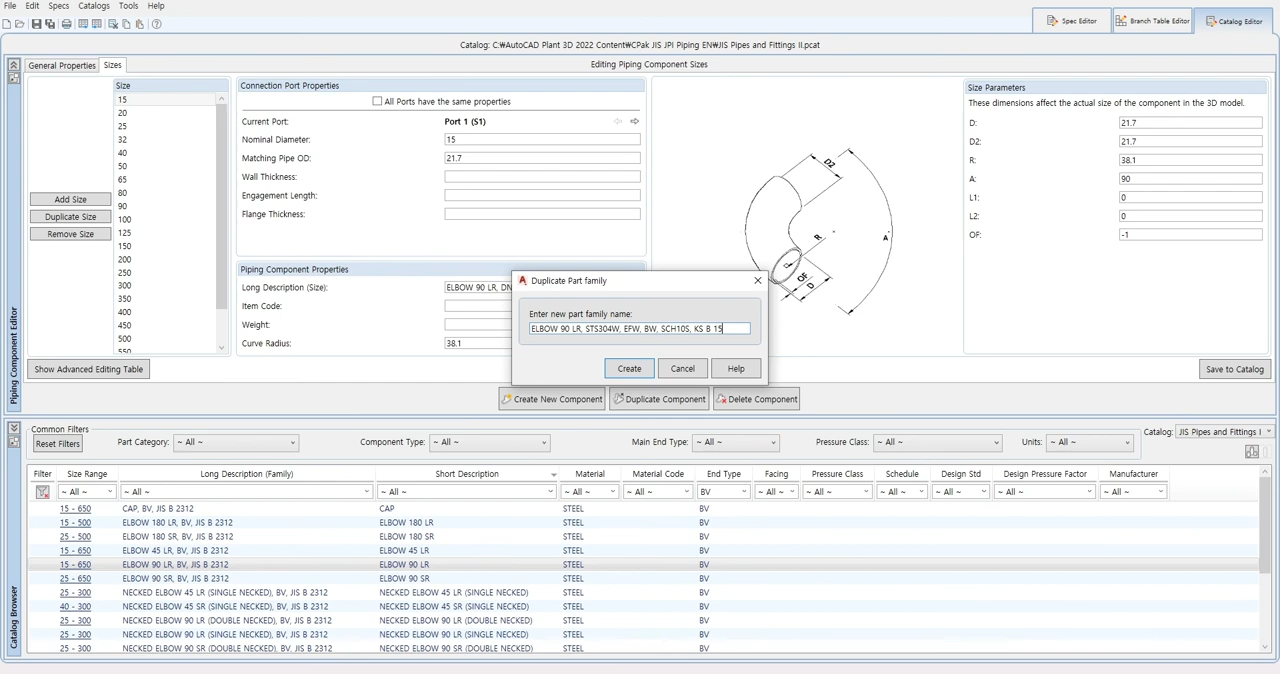 File Edit Specs Catalogs Tools Help
Spec Editor
Branch Table Editor
Catalog Editor
Catalog: C:₩AutoCAD Plant 3D 2022 Content₩CPak JIS JPI Piping EN₩JIS Pipes and Fittings II.pcat
General Properties Sizes Editing Piping Component Sizes
Size
15
20
25
32
40
50
65
80
90
100
125
150
200
250
300
350
400
450
500
550
Add Size
Duplicate Size
Remove Size
Show Advanced Editing Table
Piping Component Editor
Connection Port Properties
All Ports have the same properties
Current Port: Port 1 (S1)
Nominal Diameter: 15
Matching Pipe OD: 21.7
Wall Thickness:
Engagement Length:
Flange Thickness:
Piping Component Properties
Long Description (Size): ELBOW 90 LR, DN
Item Code:
Weight:
Curve Radius: 38.1
D2
R
A
OF
D
Size Parameters
These dimensions affect the actual size of the component in the 3D model.
D: 21.7
D2: 21.7
R: 38.1
A: 90
L1: 0
L2: 0
OF: -1
Save to Catalog
Duplicate Part family
Enter new part family name:
ELBOW 90 LR, STS304W, EFW, BW, SCH10S, KS B 15
Create Cancel Help
Create New Component Duplicate Component Delete Component
Common Filters
Reset Filters Part Category: ~ All ~ Component Type: ~ All ~ Main End Type: ~ All ~ Pressure Class: ~ All ~ Units: ~ All ~ Catalog: JIS Pipes and Fittings I
Filter Size Range Long Description (Family) Short Description Material Material Code End Type Facing Pressure Class Schedule Design Std Design Pressure Factor Manufacturer
~ All ~ ~ All ~ ~ All ~ ~ All ~ ~ All ~ BV ~ All ~ ~ All ~ ~ All ~ ~ All ~ ~ All ~ ~ All ~
15 - 650 CAP, BV, JIS B 2312 CAP STEEL BV
15 - 500 ELBOW 180 LR, BV, JIS B 2312 ELBOW 180 LR STEEL BV
25 - 500 ELBOW 180 SR, BV, JIS B 2312 ELBOW 180 SR STEEL BV
15 - 650 ELBOW 45 LR, BV, JIS B 2312 ELBOW 45 LR STEEL BV
15 - 650 ELBOW 90 LR, BV, JIS B 2312 ELBOW 90 LR STEEL BV
25 - 650 ELBOW 90 SR, BV, JIS B 2312 ELBOW 90 SR STEEL BV
25 - 300 NECKED ELBOW 45 LR (SINGLE NECKED), BV, JIS B 2312 NECKED ELBOW 45 LR (SINGLE NECKED) STEEL BV
40 - 300 NECKED ELBOW 45 SR (SINGLE NECKED), BV, JIS B 2312 NECKED ELBOW 45 SR (SINGLE NECKED) STEEL BV
25 - 300 NECKED ELBOW 90 LR (DOUBLE NECKED), BV, JIS B 2312 NECKED ELBOW 90 LR (DOUBLE NECKED) STEEL BV
25 - 300 NECKED ELBOW 90 LR (SINGLE NECKED), BV, JIS B 2312 NECKED ELBOW 90 LR (SINGLE NECKED) STEEL BV
25 - 300 NECKED ELBOW 90 SR (DOUBLE NECKED), BV, JIS B 2312 NECKED ELBOW 90 SR (DOUBLE NECKED) STEEL BV
Catalog Browser